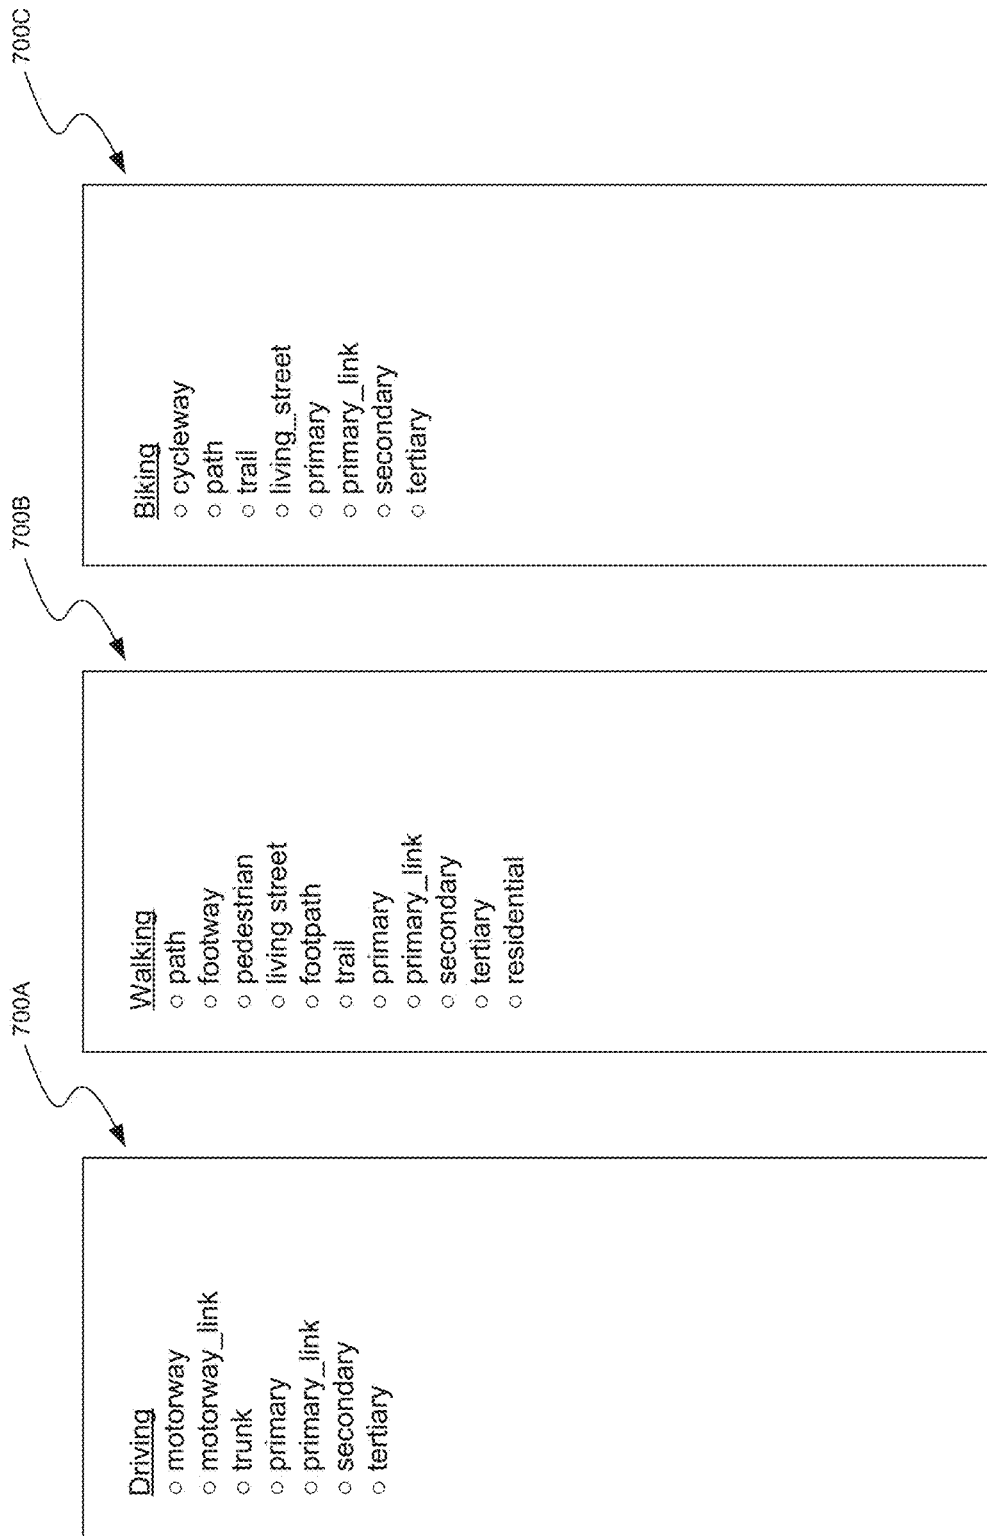 700A
Driving
○ motorway
○ motorway_link
○ trunk
○ primary
○ primary_link
○ secondary
○ tertiary
700B
Walking
○ path
○ footway
○ pedestrian
○ living street
○ footpath
○ trail
○ primary
○ primary_link
○ secondary
○ tertiary
○ residential
700C
Biking
○ cycleway
○ path
○ trail
○ living_street
○ primary
○ primary_link
○ secondary
○ tertiary